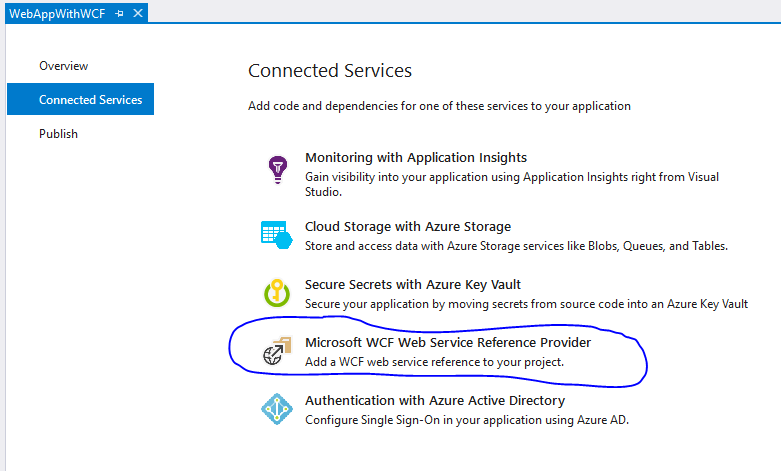 WebAppWithWCF
Overview
Connected Services
Publish
Connected Services
Add code and dependencies for one of these services to your application
Monitoring with Application Insights
Gain visibility into your application using Application Insights right from Visual
Studio.
Cloud Storage with Azure Storage
Store and access data with Azure Storage services like Blobs, Queues, and Tables.
Secure Secrets with Azure Key Vault
Secure your application by moving secrets from source code into an Azure Key Vault
Microsoft WCF Web Service Reference Provider
Add a WCF web service reference to your project.
Authentication with Azure Active Directory
Configure Single Sign-On in your application using Azure AD.